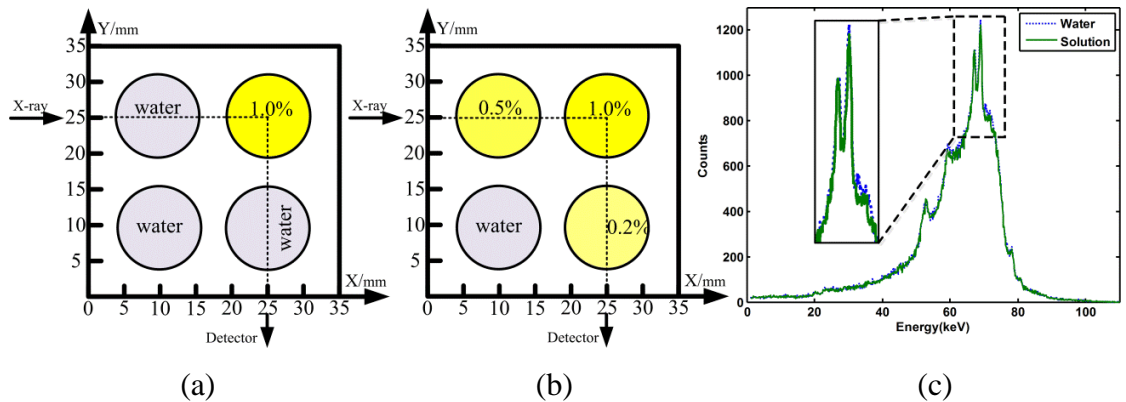 Y/mm
35
30
25
20
15
10
5
0 5 10 15 20 25 30 35
X/mm
X-ray
water
1.0%
water
water
Detector
(a)
Y/mm
35
30
25
20
15
10
5
0 5 10 15 20 25 30 35
X/mm
X-ray
0.5%
1.0%
water
0.2%
Detector
(b)
1200
1000
800
600
400
200
0
0 20 40 60 80 100
Counts
Energy(keV)
Water
Solution
(c)